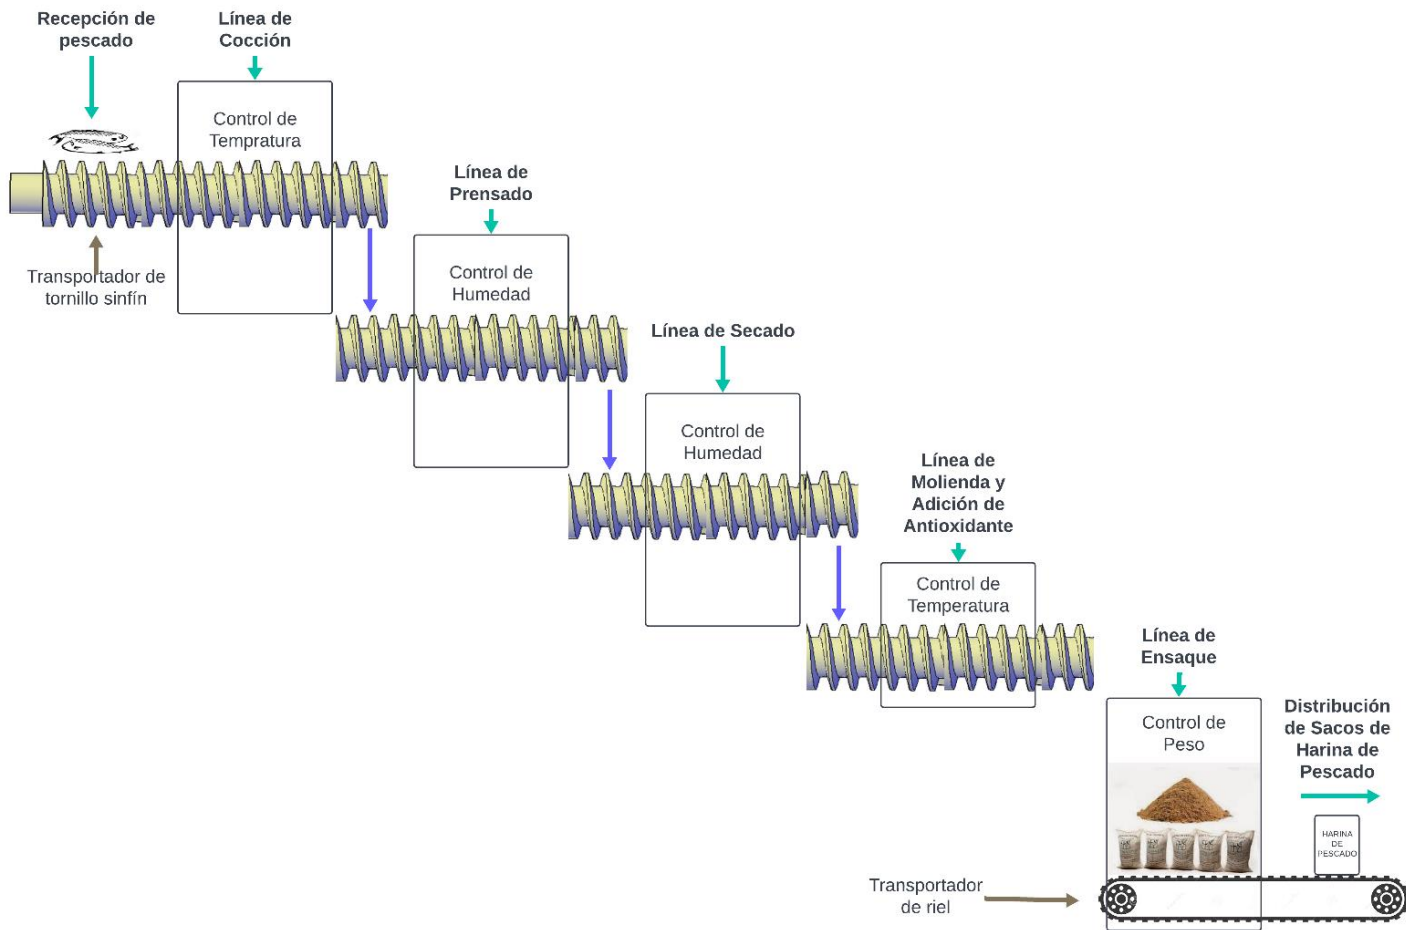 Recepción de
pescado
Línea de
Cocción
Control de
Tempratura
Transportador de
tornillo sinfín
Línea de
Prensado
Control de
Humedad
Línea de Secado
Control de
Humedad
Línea de
Molienda y
Adición de
Antioxidante
Control de
Temperatura
Línea de
Ensaque
Control de
Peso
Distribución
de Sacos de
Harina de
Pescado
HARINA
DE
PESCADO
Transportador
de riel